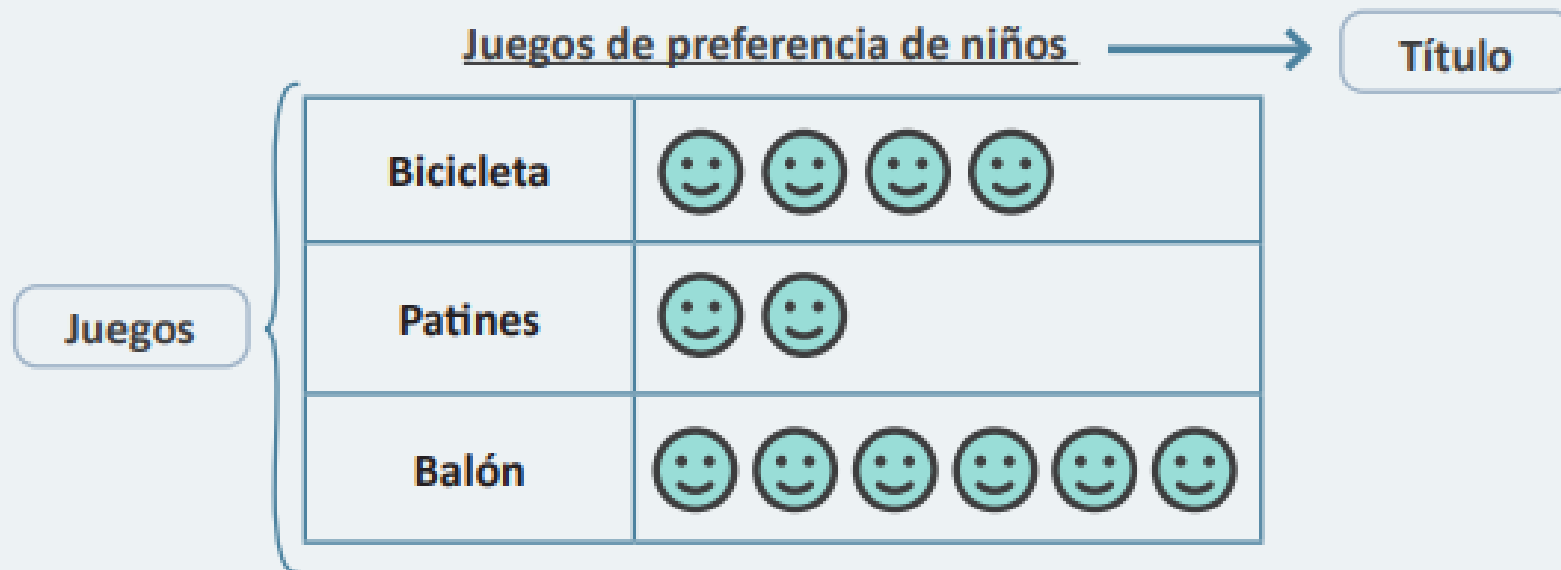 Juegos de preferencia de niños
Título
Bicicleta
Juegos
Patines
Balón